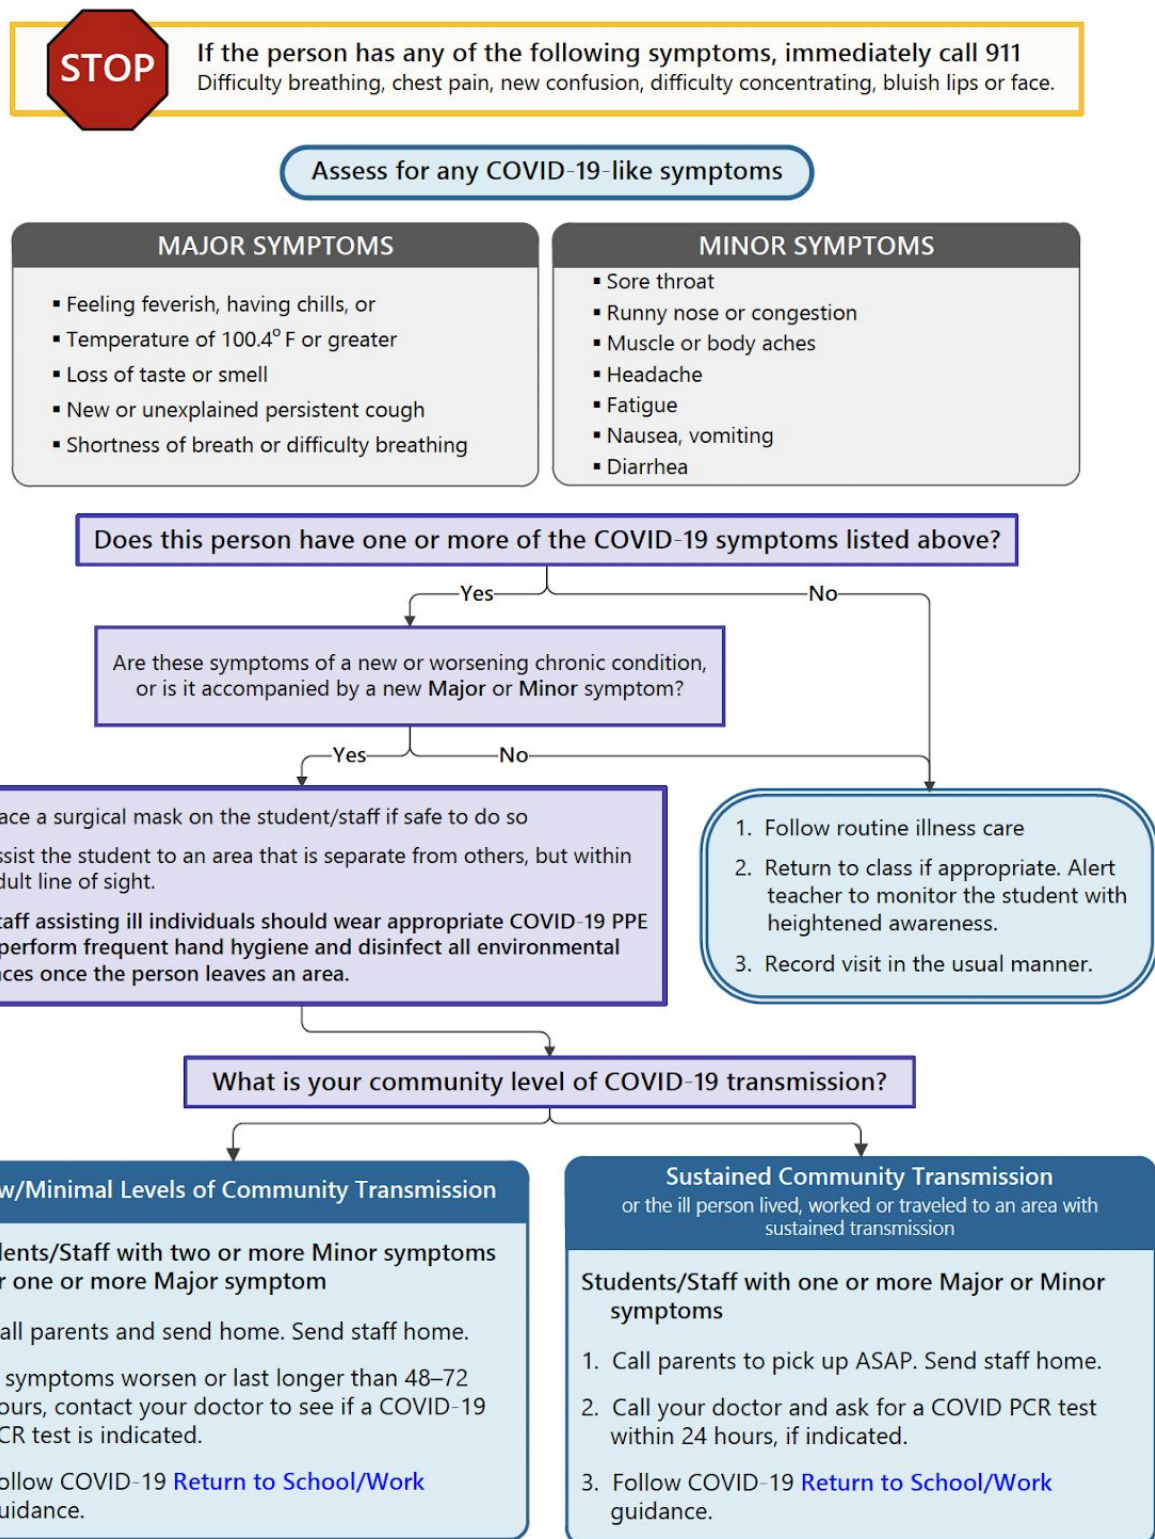 STOP
If the person has any of the following symptoms, immediately call 911
Difficulty breathing, chest pain, new confusion, difficulty concentrating, bluish lips or face.
Assess for any COVID-19-like symptoms
MAJOR SYMPTOMS
▪ Feeling feverish, having chills, or
▪ Temperature of 100.4° F or greater
▪ Loss of taste or smell
▪ New or unexplained persistent cough
▪ Shortness of breath or difficulty breathing
MINOR SYMPTOMS
▪ Sore throat
▪ Runny nose or congestion
▪ Muscle or body aches
▪ Headache
▪ Fatigue
▪ Nausea, vomiting
▪ Diarrhea
Does this person have one or more of the COVID-19 symptoms listed above?
Yes
No
Are these symptoms of a new or worsening chronic condition,
or is it accompanied by a new Major or Minor symptom?
Yes
No
ace a surgical mask on the student/staff if safe to do so
ssist the student to an area that is separate from others, but within
dult line of sight.
taff assisting ill individuals should wear appropriate COVID-19 PPE
perform frequent hand hygiene and disinfect all environmental
aces once the person leaves an area.
1. Follow routine illness care
2. Return to class if appropriate. Alert
teacher to monitor the student with
heightened awareness.
3. Record visit in the usual manner.
What is your community level of COVID-19 transmission?
w/Minimal Levels of Community Transmission
dents/Staff with two or more Minor symptoms
r one or more Major symptom
all parents and send home. Send staff home.
symptoms worsen or last longer than 48–72
ours, contact your doctor to see if a COVID-19
CR test is indicated.
ollow COVID-19 Return to School/Work
uidance.
Sustained Community Transmission
or the ill person lived, worked or traveled to an area with
sustained transmission
Students/Staff with one or more Major or Minor
symptoms
1. Call parents to pick up ASAP. Send staff home.
2. Call your doctor and ask for a COVID PCR test
within 24 hours, if indicated.
3. Follow COVID-19 Return to School/Work
guidance.